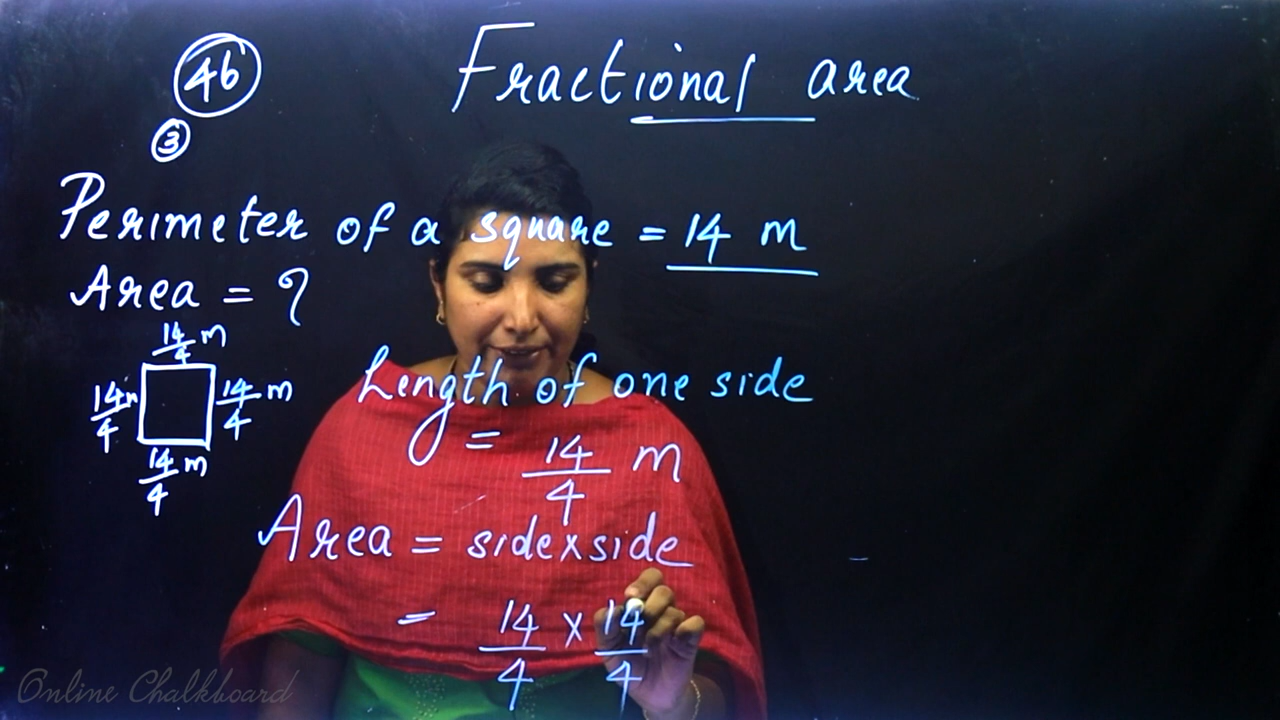 46
Fractional area
3
Perimeter of a square = 14 m
Area = ?
14/4 m
14/4 m
14/4 m
14/4 m
Length of one side
= 14/4 m
Area = side x side
= 14/4 x 14/4
Online Chalkboard